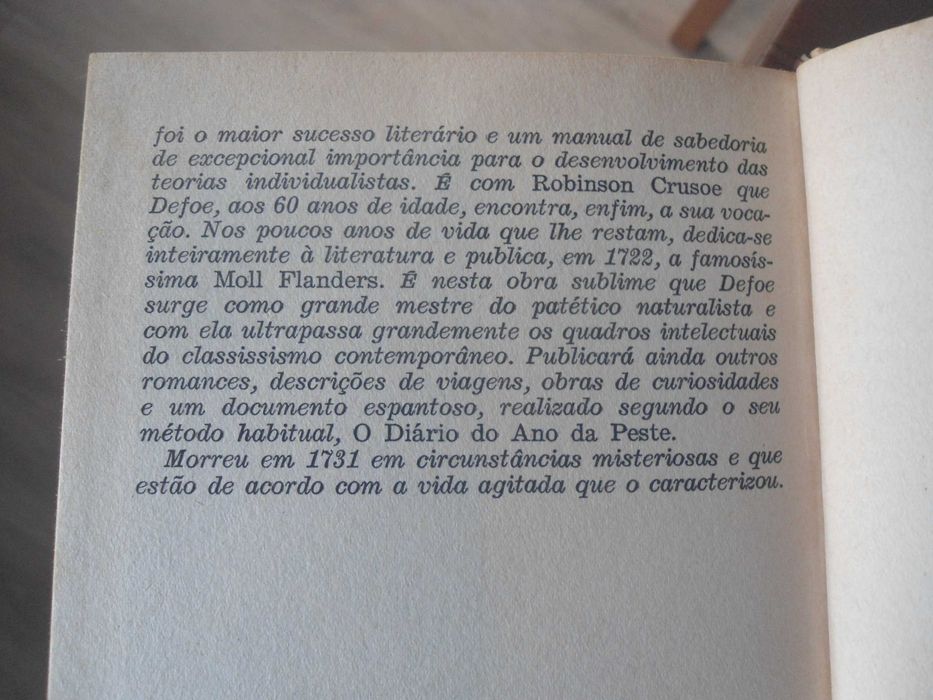 foi o maior sucesso literário e um manual de sabedoria
de excepcional importância para o desenvolvimento das
teorias individualistas. É com Robinson Crusoe que
Defoe, aos 60 anos de idade, encontra, enfim, a sua voca-
ção. Nos poucos anos de vida que lhe restam, dedica-se
inteiramente à literatura e publica, em 1722, a famosís-
sima Moll Flanders. É nesta obra sublime que Defoe
surge como grande mestre do patético naturalista e
com ela ultrapassa grandemente os quadros intelectuais
do classissismo contemporâneo. Publicará ainda outros
romances, descrições de viagens, obras de curiosidades
e um documento espantoso, realizado segundo o seu
método habitual, O Diário do Ano da Peste.
Morreu em 1731 em circunstâncias misteriosas e que
estão de acordo com a vida agitada que o caracterizou.